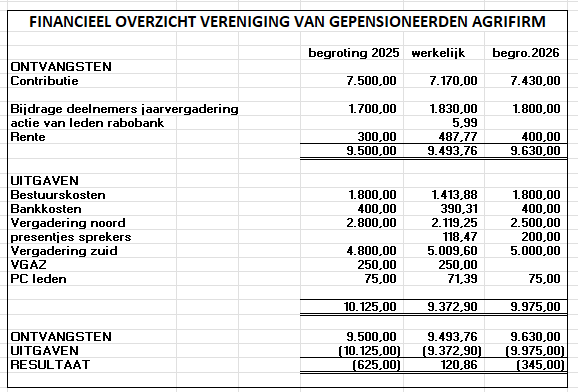 FINANCIEEL OVERZICHT VERENIGING VAN GEPENSIONEERDEN AGRIFIRM
begroting 2025 werkelijk begro.2026
ONTVANGSTEN
Contributie 7.500,00 7.170,00 7.430,00
Bijdrage deelnemers jaarvergadering 1.700,00 1.830,00 1.800,00
actie van leden rabobank 5,99
Rente 300,00 487,77 400,00
9.500,00 9.493,76 9.630,00
UITGAVEN
Bestuurskosten 1.800,00 1.413,88 1.800,00
Bankkosten 400,00 390,31 400,00
Vergadering noord 2.800,00 2.119,25 2.500,00
presentjes sprekers 118,47 200,00
Vergadering zuid 4.800,00 5.009,60 5.000,00
VGAZ 250,00 250,00
PC leden 75,00 71,39 75,00
10.125,00 9.372,90 9.975,00
ONTVANGSTEN 9.500,00 9.493,76 9.630,00
UITGAVEN (10.125,00) (9.372,90) (9.975,00)
RESULTAAT (625,00) 120,86 (345,00)